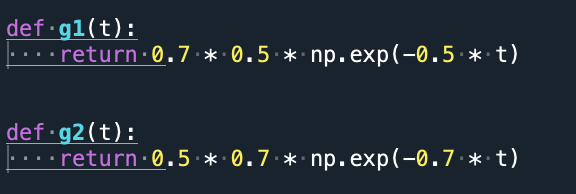 def g1(t):
    return 0.7 * 0.5 * np.exp(-0.5 * t)
def g2(t):
    return 0.5 * 0.7 * np.exp(-0.7 * t)